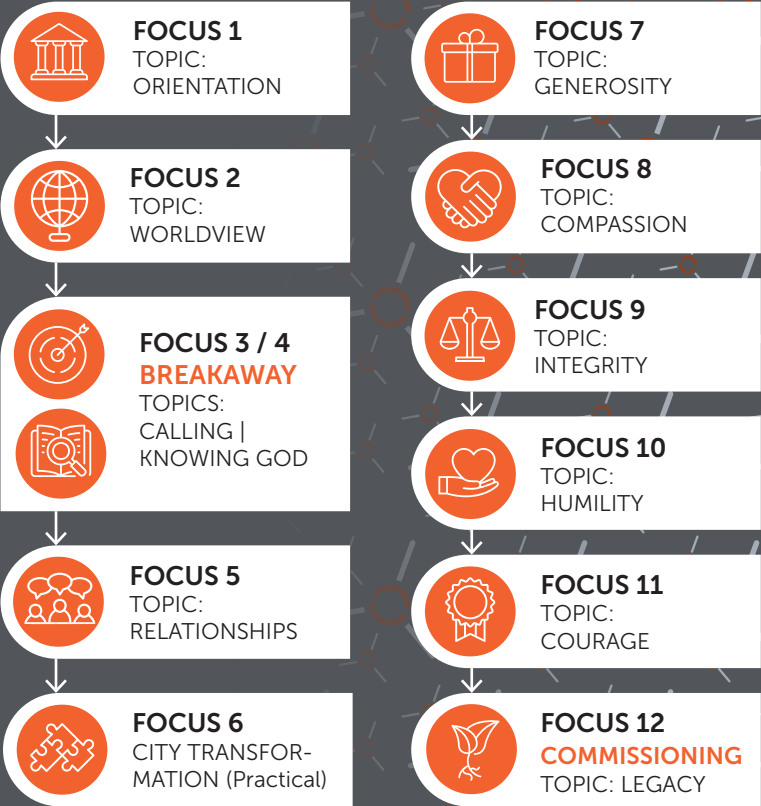 FOCUS 1
TOPIC:
ORIENTATION
FOCUS 2
TOPIC:
WORLDVIEW
FOCUS 3 / 4
BREAKAWAY
TOPICS:
CALLING |
KNOWING GOD
FOCUS 5
TOPIC:
RELATIONSHIPS
FOCUS 6
CITY TRANSFOR-
MATION (Practical)
FOCUS 7
TOPIC:
GENEROSITY
FOCUS 8
TOPIC:
COMPASSION
FOCUS 9
TOPIC:
INTEGRITY
FOCUS 10
TOPIC:
HUMILITY
FOCUS 11
TOPIC:
COURAGE
FOCUS 12
COMMISSIONING
TOPIC: LEGACY